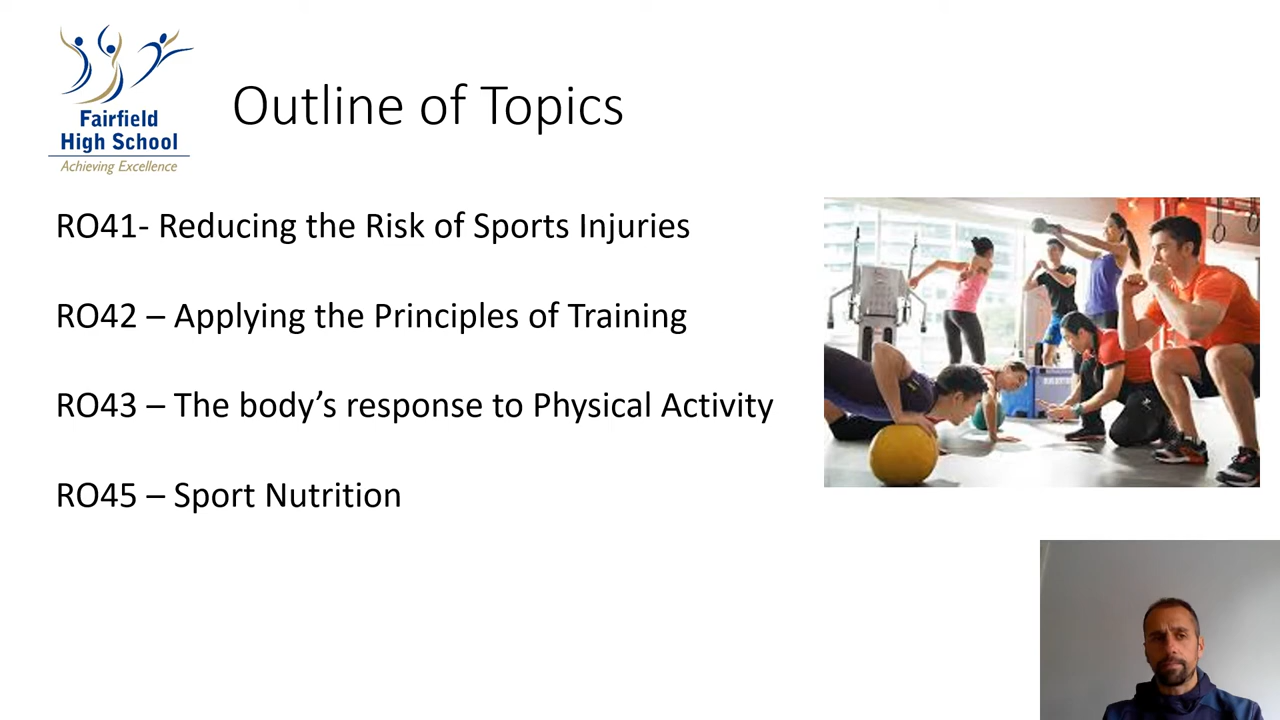 Fairfield
High School
Achieving Excellence
Outline of Topics
RO41- Reducing the Risk of Sports Injuries
RO42 – Applying the Principles of Training
RO43 – The body’s response to Physical Activity
RO45 – Sport Nutrition